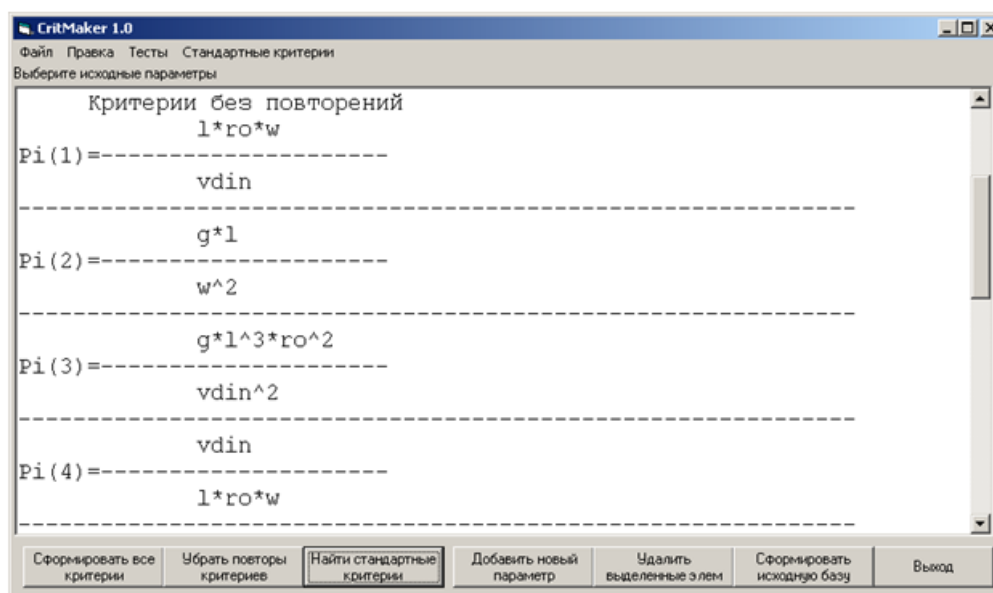 CritMaker 1.0
Файл Правка Тесты Стандартные критерии
Выберите исходные параметры
Критерии без повторений
l*ro*w
Pi(1)=---------------------
vdin
--------------------------------------------------------------
g*l
Pi(2)=---------------------
w^2
--------------------------------------------------------------
g*l^3*ro^2
Pi(3)=---------------------
vdin^2
--------------------------------------------------------------
vdin
Pi(4)=---------------------
l*ro*w
--------------------------------------------------------------
Сформировать все критерии
Убрать повторы критериев
Найти стандартные критерии
Добавить новый параметр
Удалить выделенные элем
Сформировать исходную базу
Выход